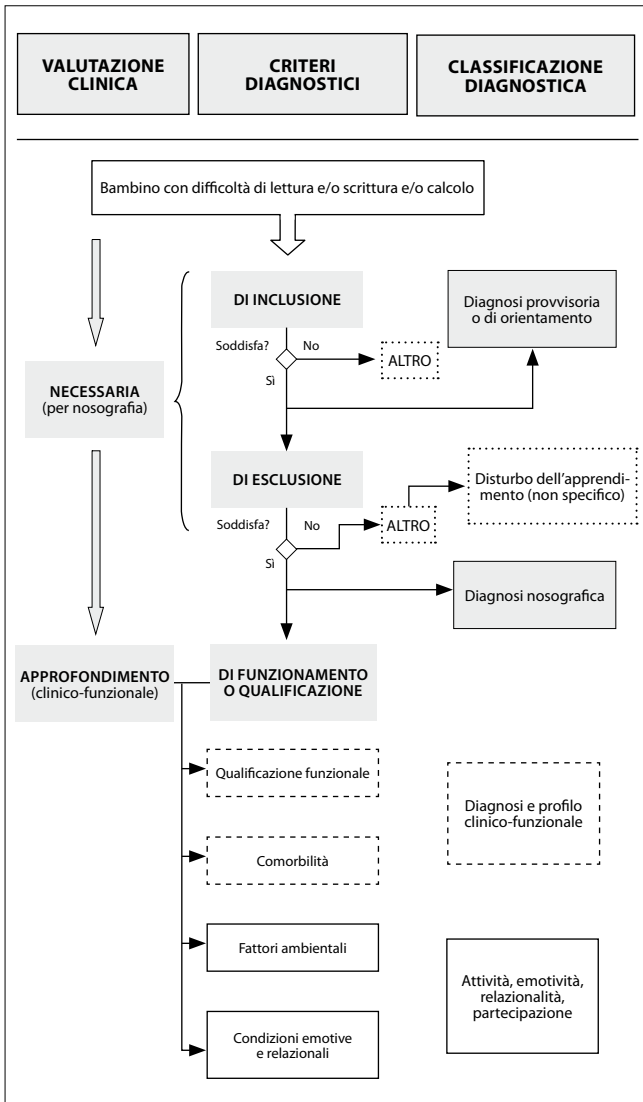 VALUTAZIONE
CLINICA
CRITERI
DIAGNOSTICI
CLASSIFICAZIONE
DIAGNOSTICA
Bambino con difficoltà di lettura e/o scrittura e/o calcolo
DI INCLUSIONE
Diagnosi provvisoria
o di orientamento
Soddisfa?
No
ALTRO
Sì
NECESSARIA
(per nosografia)
DI ESCLUSIONE
Disturbo dell’apprendi-
mento (non specifico)
Soddisfa?
No
ALTRO
Sì
Diagnosi nosografica
APPROFONDIMENTO
(clinico-funzionale)
DI FUNZIONAMENTO
O QUALIFICAZIONE
Qualificazione funzionale
Diagnosi e profilo
clinico-funzionale
Comorbilità
Fattori ambientali
Attività, emotività,
relazionalità,
partecipazione
Condizioni emotive
e relazionali